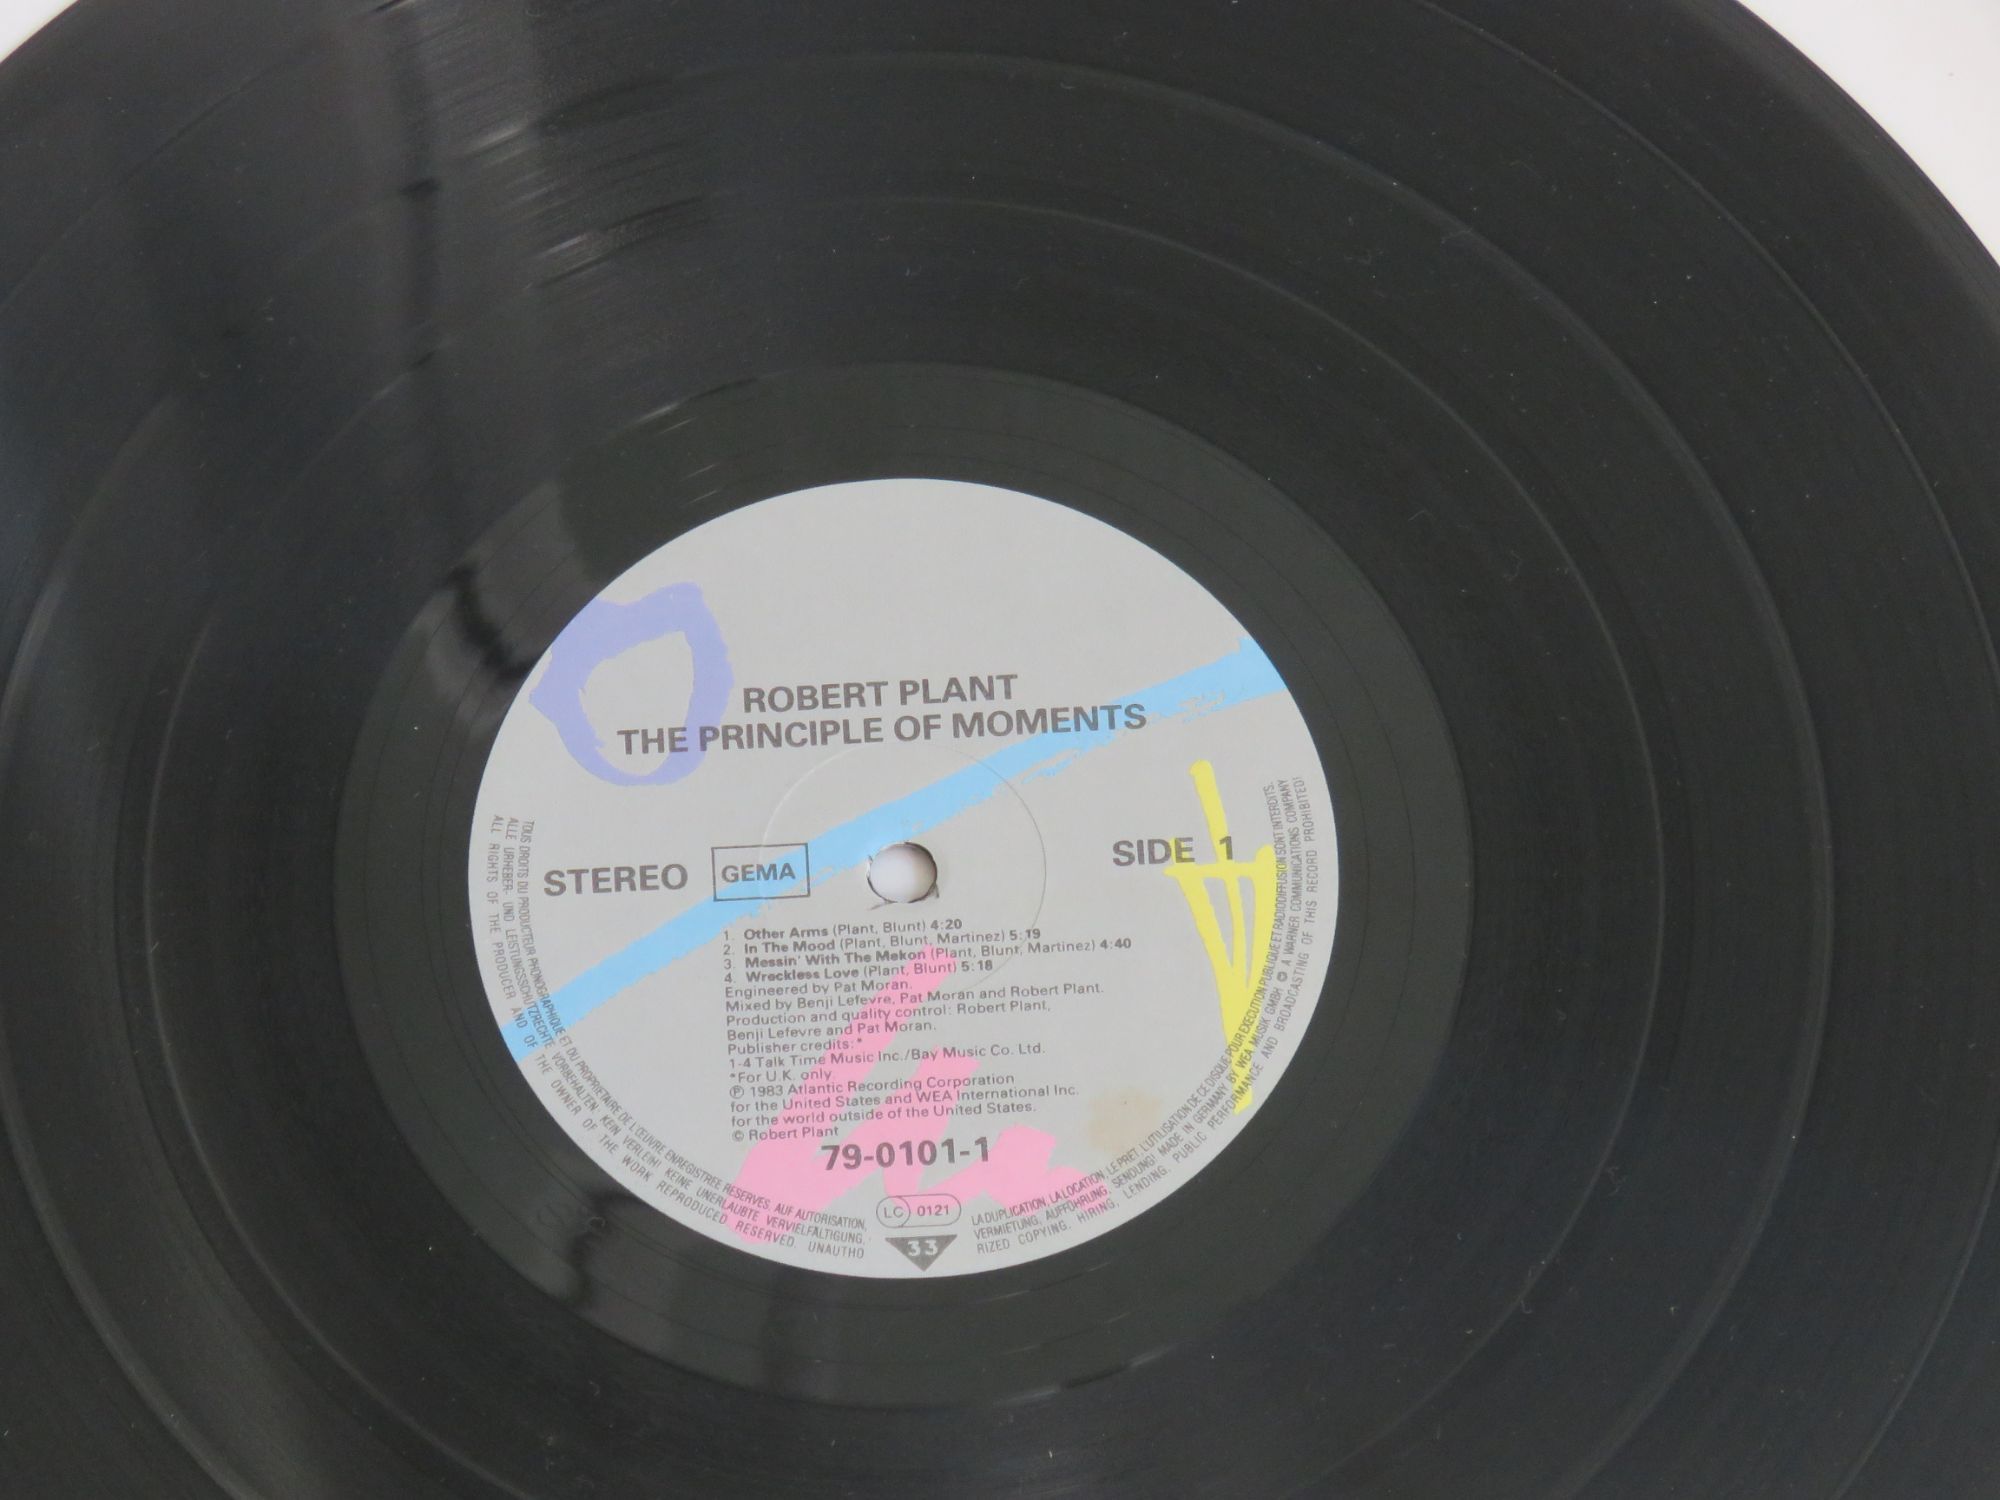 ROBERT PLANT
THE PRINCIPLE OF MOMENTS
STEREO
GEMA
SIDE 1
1. Other Arms (Plant, Blunt) 4:20
2. In The Mood (Plant, Blunt, Martinez) 5:19
3. Messin' With The Mekon (Plant, Blunt, Martinez) 4:40
4. Wreckless Love (Plant, Blunt) 5:18
Engineered by Pat Moran.
Mixed by Benji Lefevre, Pat Moran and Robert Plant.
Production and quality control: Robert Plant,
Benji Lefevre and Pat Moran.
Publisher credits:*
1-4 Talk Time Music Inc./Bay Music Co. Ltd.
*For U.K. only.
℗ 1983 Atlantic Recording Corporation
for the United States and WEA International Inc.
for the world outside of the United States.
© Robert Plant
79-0101-1
LC 0121
33
TOUS DROITS DU PRODUCTEUR PHONOGRAPHIQUE ET DU PROPRIETAIRE DE L'ŒUVRE ENREGISTREE RESERVES. AUF AUTORISATION, LA DUPLICATION, LA LOCATION, LE PRET, L'UTILISATION DE CE DISQUE POUR EXECUTION PUBLIQUE ET RADIODIFFUSION SONT INTERDITS.
ALLE URHEBER- UND LEISTUNGSSCHUTZRECHTE VORBEHALTEN. KEIN VERLEIH! KEINE UNERLAUBTE VERVIELFÄLTIGUNG, VERMIETUNG, AUFFÜHRUNG, SENDUNG! MADE IN GERMANY BY WEA MUSIK GMBH. © A WARNER COMMUNICATIONS COMPANY
ALL RIGHTS OF THE PRODUCER AND OF THE OWNER OF THE WORK REPRODUCED RESERVED. UNAUTHORIZED COPYING, HIRING, LENDING, PUBLIC PERFORMANCE AND BROADCASTING OF THIS RECORD PROHIBITED!